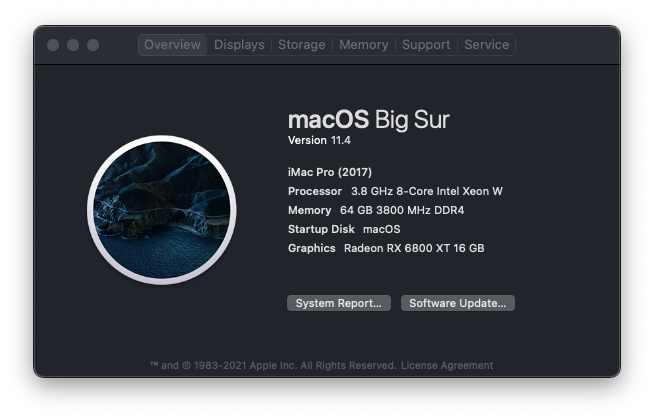 Overview Displays Storage Memory Support Service
macOS Big Sur
Version 11.4
iMac Pro (2017)
Processor 3.8 GHz 8-Core Intel Xeon W
Memory 64 GB 3800 MHz DDR4
Startup Disk macOS
Graphics Radeon RX 6800 XT 16 GB
System Report... Software Update...
™ and © 1983-2021 Apple Inc. All Rights Reserved. License Agreement